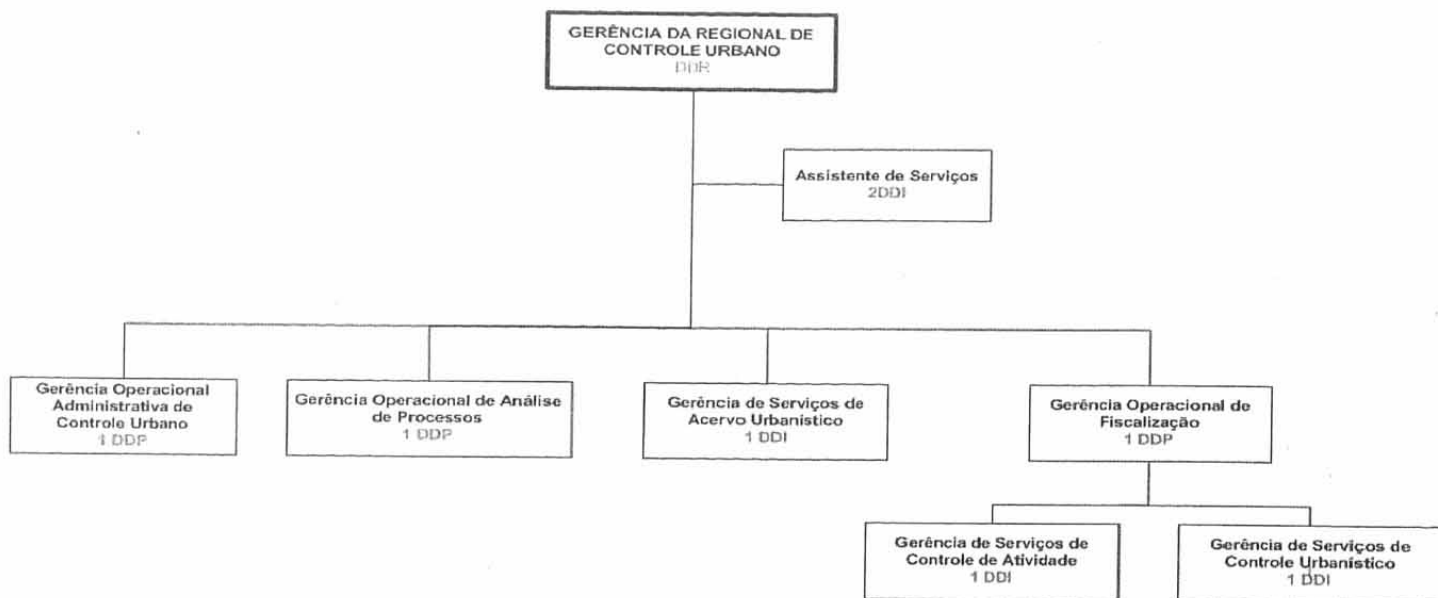 GERÊNCIA DA REGIONAL DE
CONTROLE URBANO
DDR
Assistente de Serviços
2DDI
Gerência Operacional
Administrativa de
Controle Urbano
1 DDP
Gerência Operacional de Análise
de Processos
1 DDP
Gerência de Serviços de
Acervo Urbanístico
1 DDI
Gerência Operacional de
Fiscalização
1 DDP
Gerência de Serviços de
Controle de Atividade
1 DDI
Gerência de Serviços de
Controle Urbanístico
1 DDI